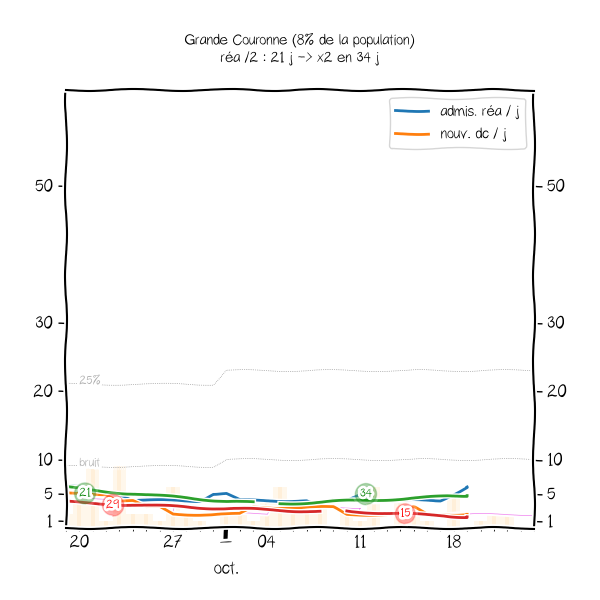 Grande Couronne (8% de la population)
réa /2 : 21 j -> x2 en 34 j
admis. réa / j
nouv. dc / j
50 50
30 30
25%
20 20
bruit
10 10
21 34
5 5
29 15
1 1
20 27 04 11 18
oct.